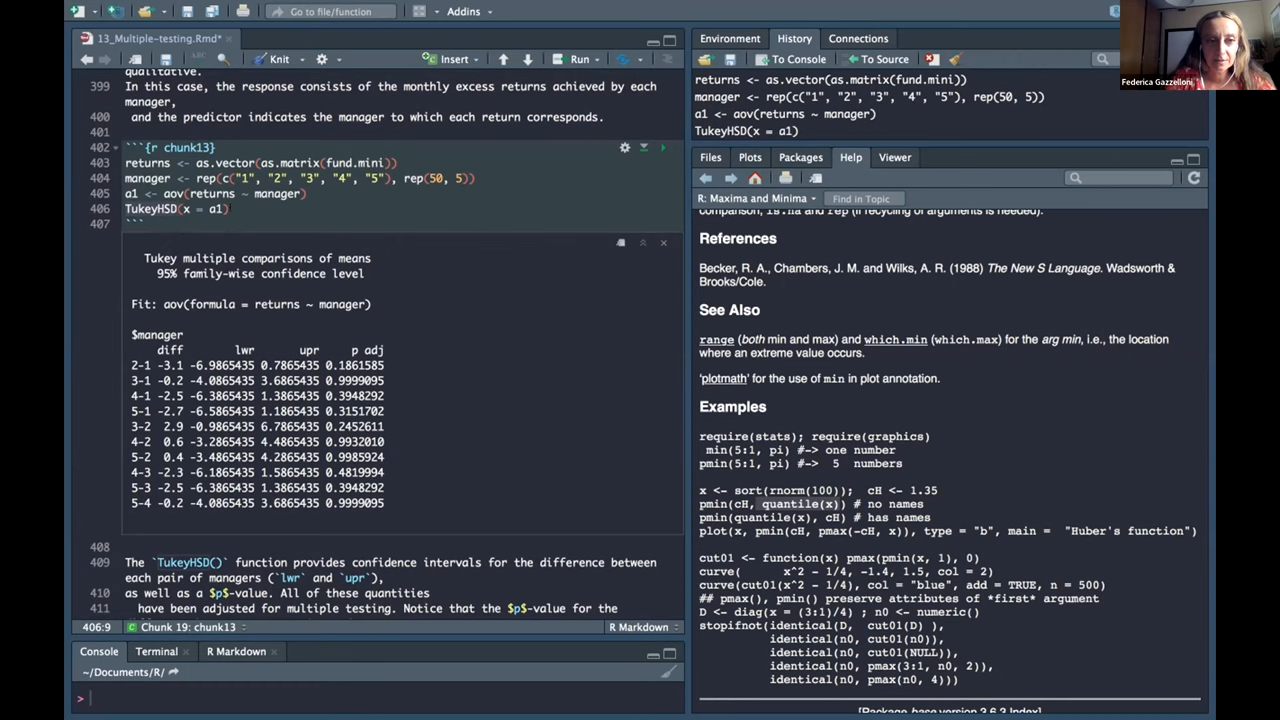 Go to file/function
Addins
13_Multiple-testing.Rmd*
Knit
Insert
Run
qualitative.
399 In this case, the response consists of the monthly excess returns achieved by each
manager,
400 and the predictor indicates the manager to which each return corresponds.
401
402 ```{r chunk13}
403 returns <- as.vector(as.matrix(fund.mini))
404 manager <- rep(c("1", "2", "3", "4", "5"), rep(50, 5))
405 a1 <- aov(returns ~ manager)
406 TukeyHSD(x = a1)
407 ```
Tukey multiple comparisons of means
95% family-wise confidence level
Fit: aov(formula = returns ~ manager)
$manager
diff lwr upr p adj
2-1 -3.1 -6.9865435 0.7865435 0.1861585
3-1 -0.2 -4.0865435 3.6865435 0.9999095
4-1 -2.5 -6.3865435 1.3865435 0.3948292
5-1 -2.7 -6.5865435 1.1865435 0.3151702
3-2 2.9 -0.9865435 6.7865435 0.2452611
4-2 0.6 -3.2865435 4.4865435 0.9932010
5-2 0.4 -3.4865435 4.2865435 0.9985924
4-3 -2.3 -6.1865435 1.5865435 0.4819994
5-3 -2.5 -6.3865435 1.3865435 0.3948292
5-4 -0.2 -4.0865435 3.6865435 0.9999095
408
409 The `TukeyHSD()` function provides confidence intervals for the difference between
each pair of managers (`lwr` and `upr`),
410 as well as a $p$-value. All of these quantities
411 have been adjusted for multiple testing. Notice that the $p$-value for the
406:9
Chunk 19: chunk13
R Markdown
Console
Terminal
R Markdown
~/Documents/R/
>
Environment
History
Connections
To Console
To Source
returns <- as.vector(as.matrix(fund.mini))
manager <- rep(c("1", "2", "3", "4", "5"), rep(50, 5))
a1 <- aov(returns ~ manager)
TukeyHSD(x = a1)
Files
Plots
Packages
Help
Viewer
R: Maxima and Minima
Find in Topic
comparison, is.na and rep (if recycling of arguments is needed).
References
Becker, R. A., Chambers, J. M. and Wilks, A. R. (1988) The New S Language. Wadsworth &
Brooks/Cole.
See Also
range (both min and max) and which.min (which.max) for the arg min, i.e., the location
where an extreme value occurs.
‘plotmath’ for the use of min in plot annotation.
Examples
require(stats); require(graphics)
min(5:1, pi) #-> one number
pmin(5:1, pi) #-> 5 numbers
x <- sort(rnorm(100)); cH <- 1.35
pmin(cH, quantile(x)) # no names
pmin(quantile(x), cH) # has names
plot(x, pmin(cH, pmax(-cH, x)), type = "b", main = "Huber's function")
cut01 <- function(x) pmax(pmin(x, 1), 0)
curve( x^2 - 1/4, -1.4, 1.5, col = 2)
curve(cut01(x^2 - 1/4), col = "blue", add = TRUE, n = 500)
## pmax(), pmin() preserve attributes of *first* argument
D <- diag(x = (3:1)/4) ; n0 <- numeric()
stopifnot(identical(D, cut01(D) ),
identical(n0, cut01(n0)),
identical(n0, cut01(NULL)),
identical(n0, pmax(3:1, n0, 2)),
identical(n0, pmax(n0, 4)))
[Package base version 3.6.3 Index]
Federica Gazzelloni